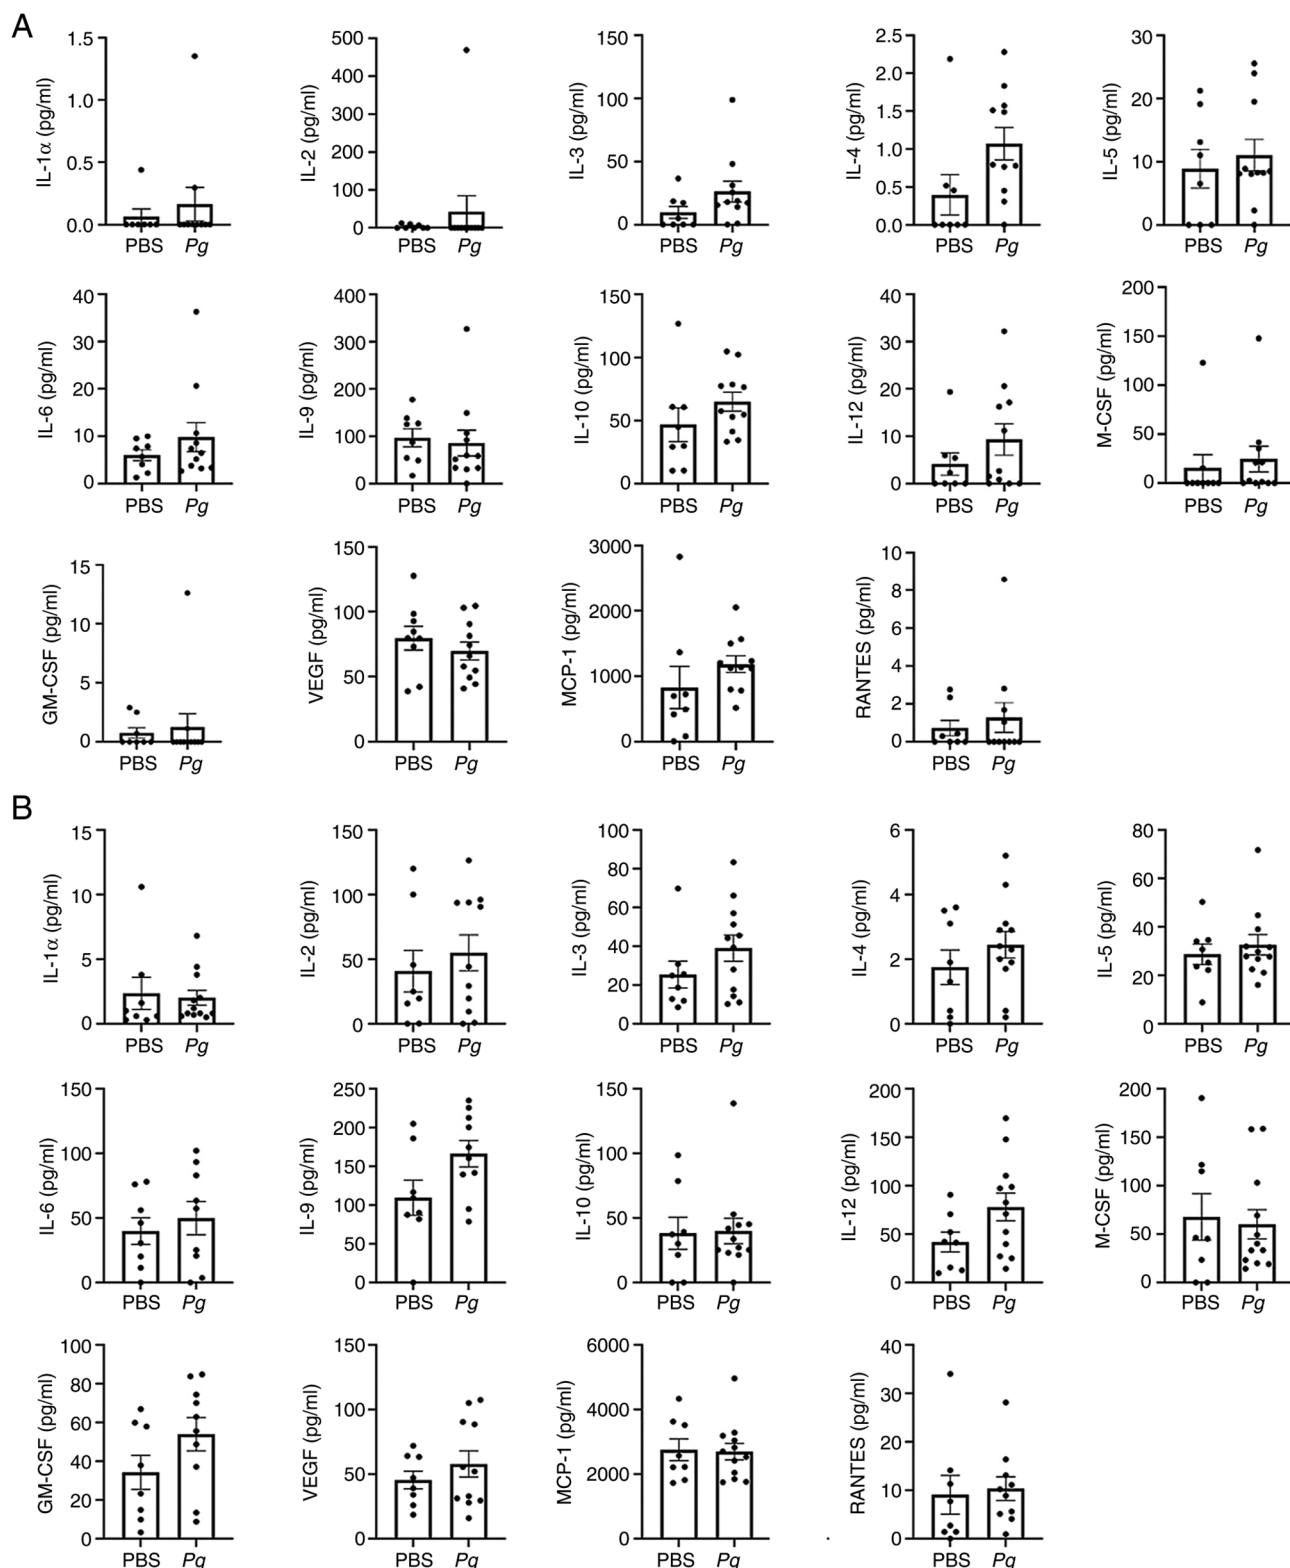 A
IL-1α (pg/ml) 1.5 1.0 0.5 0.0 PBS Pg
IL-2 (pg/ml) 500 400 300 200 100 0 PBS Pg
IL-3 (pg/ml) 150 100 50 0 PBS Pg
IL-4 (pg/ml) 2.5 2.0 1.5 1.0 0.5 0.0 PBS Pg
IL-5 (pg/ml) 30 20 10 0 PBS Pg
IL-6 (pg/ml) 40 30 20 10 0 PBS Pg
IL-9 (pg/ml) 400 300 200 100 0 PBS Pg
IL-10 (pg/ml) 150 100 50 0 PBS Pg
IL-12 (pg/ml) 40 30 20 10 0 PBS Pg
M-CSF (pg/ml) 200 150 100 50 0 PBS Pg
GM-CSF (pg/ml) 15 10 5 0 PBS Pg
VEGF (pg/ml) 150 100 50 0 PBS Pg
MCP-1 (pg/ml) 3000 2000 1000 0 PBS Pg
RANTES (pg/ml) 10 8 6 4 2 0 PBS Pg
B
IL-1α (pg/ml) 15 10 5 0 PBS Pg
IL-2 (pg/ml) 150 100 50 0 PBS Pg
IL-3 (pg/ml) 100 80 60 40 20 0 PBS Pg
IL-4 (pg/ml) 6 4 2 0 PBS Pg
IL-5 (pg/ml) 80 60 40 20 0 PBS Pg
IL-6 (pg/ml) 150 100 50 0 PBS Pg
IL-9 (pg/ml) 250 200 150 100 50 0 PBS Pg
IL-10 (pg/ml) 150 100 50 0 PBS Pg
IL-12 (pg/ml) 200 150 100 50 0 PBS Pg
M-CSF (pg/ml) 200 150 100 50 0 PBS Pg
GM-CSF (pg/ml) 100 80 60 40 20 0 PBS Pg
VEGF (pg/ml) 150 100 50 0 PBS Pg
MCP-1 (pg/ml) 6000 4000 2000 0 PBS Pg
RANTES (pg/ml) 40 30 20 10 0 PBS Pg